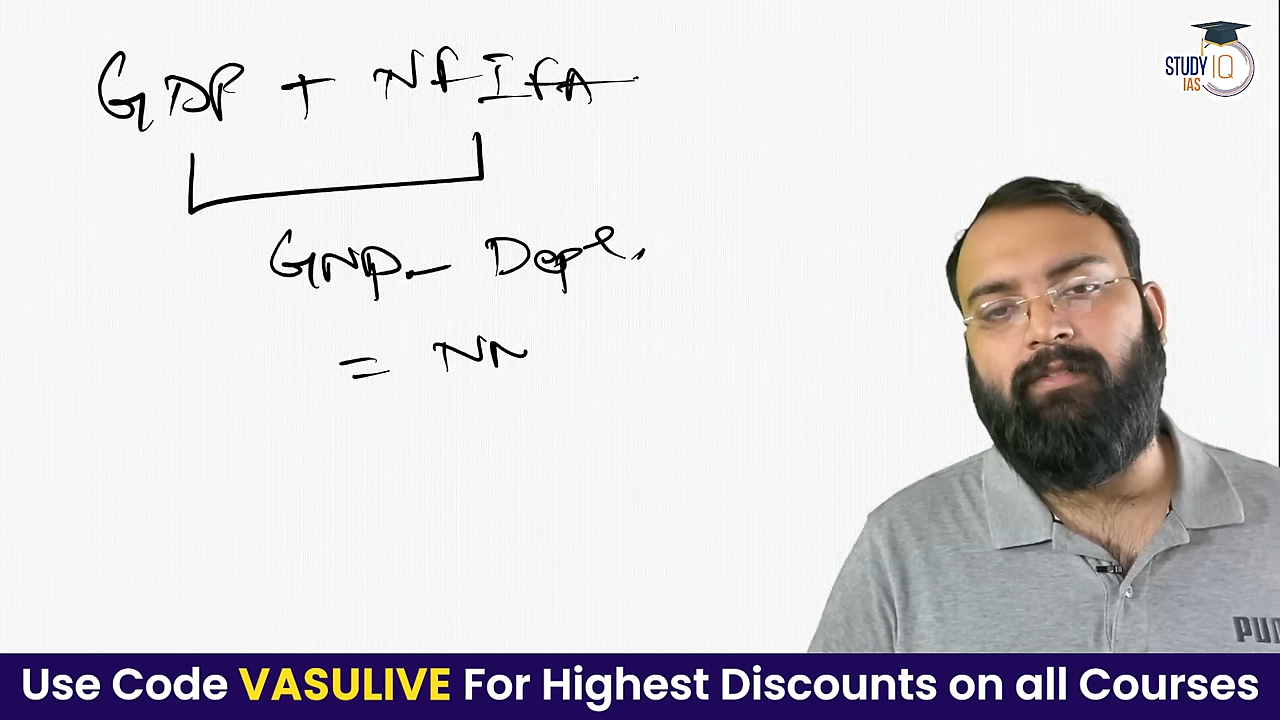 GDP + NFIFA
GNP - Depr.
= NN
STUDY IQ
IAS
PUM
Use Code VASULIVE For Highest Discounts on all Courses